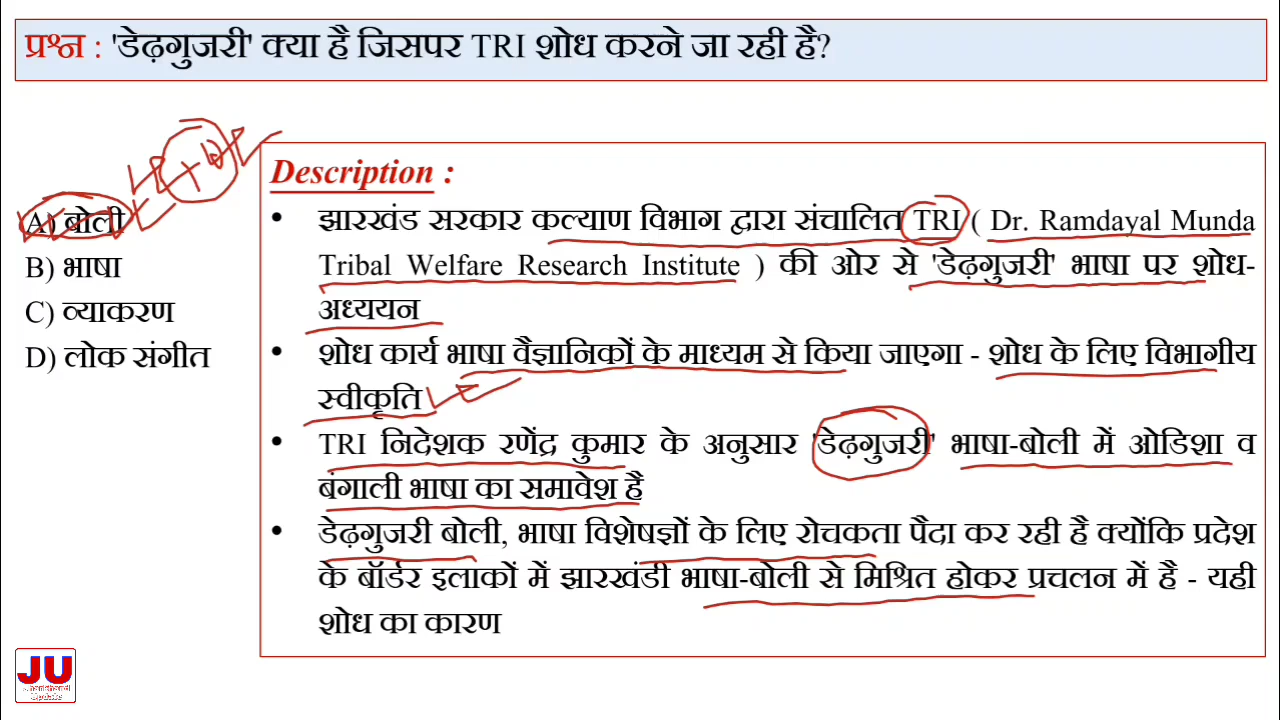 प्रश्न : 'डेढ़गुजरी' क्या है जिसपर TRI शोध करने जा रही है?
A) बोली
B) भाषा
C) व्याकरण
D) लोक संगीत
Description :
• झारखंड सरकार कल्याण विभाग द्वारा संचालित TRI ( Dr. Ramdayal Munda
Tribal Welfare Research Institute ) की ओर से 'डेढ़गुजरी' भाषा पर शोध-
अध्ययन
• शोध कार्य भाषा वैज्ञानिकों के माध्यम से किया जाएगा - शोध के लिए विभागीय
स्वीकृति
• TRI निदेशक रणेंद्र कुमार के अनुसार 'डेढ़गुजरी' भाषा-बोली में ओडिशा व
बंगाली भाषा का समावेश है
• डेढ़गुजरी बोली, भाषा विशेषज्ञों के लिए रोचकता पैदा कर रही है क्योंकि प्रदेश
के बॉर्डर इलाकों में झारखंडी भाषा-बोली से मिश्रित होकर प्रचलन में है - यही
शोध का कारण
JU
Jharkhand
Updates